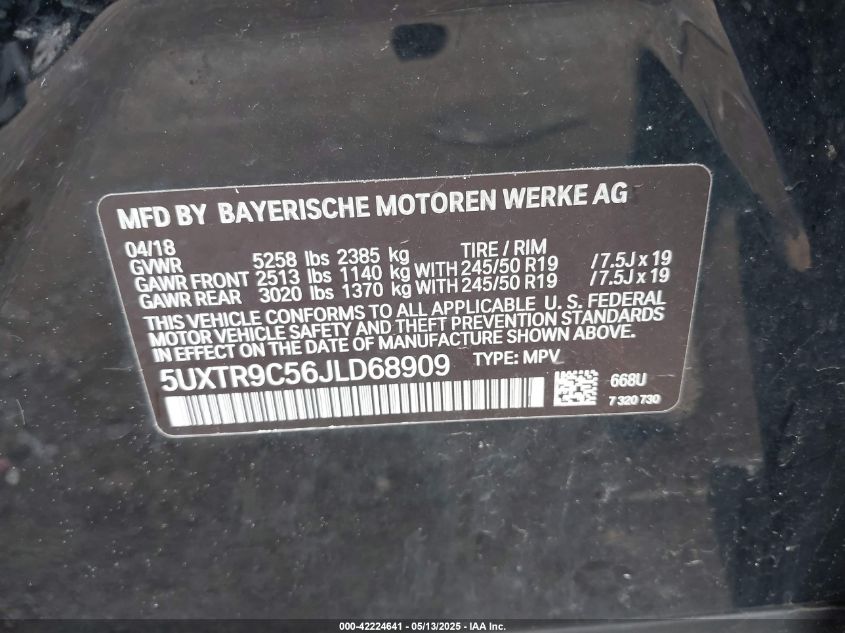 MFD BY BAYERISCHE MOTOREN WERKE AG
04/18 TIRE / RIM
GVWR 5258 lbs 2385 kg
GAWR FRONT 2513 lbs 1140 kg WITH 245/50 R19 /7.5J x 19
GAWR REAR 3020 lbs 1370 kg WITH 245/50 R19 /7.5J x 19
THIS VEHICLE CONFORMS TO ALL APPLICABLE U. S. FEDERAL
MOTOR VEHICLE SAFETY AND THEFT PREVENTION STANDARDS
IN EFFECT ON THE DATE OF MANUFACTURE SHOWN ABOVE.
5UXTR9C56JLD68909 TYPE: MPV
668U
7 320 730
000-42224641 - 05/13/2025 - IAA Inc.